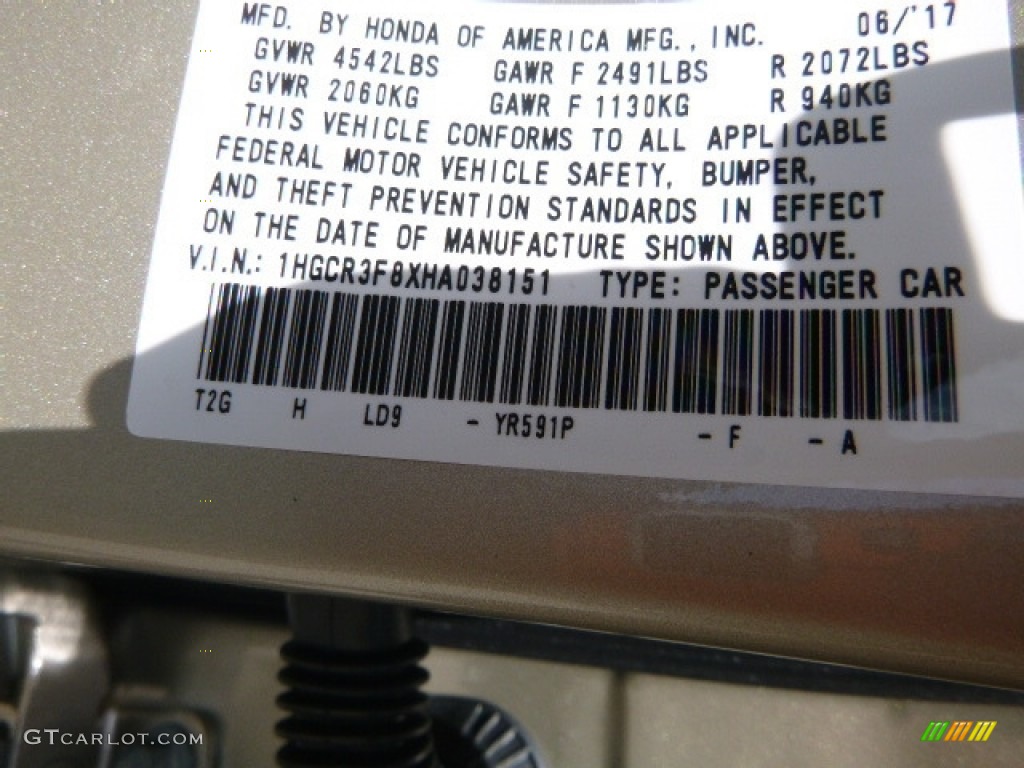 MFD. BY HONDA OF AMERICA MFG., INC. 06/'17
GVWR 4542LBS GAWR F 2491LBS R 2072LBS
GVWR 2060KG GAWR F 1130KG R 940KG
THIS VEHICLE CONFORMS TO ALL APPLICABLE
FEDERAL MOTOR VEHICLE SAFETY, BUMPER,
AND THEFT PREVENTION STANDARDS IN EFFECT
ON THE DATE OF MANUFACTURE SHOWN ABOVE.
V.I.N.: 1HGCR3F8XHA038151 TYPE: PASSENGER CAR
T2G H LD9 - YR591P - F - A
GTCARLOT.COM